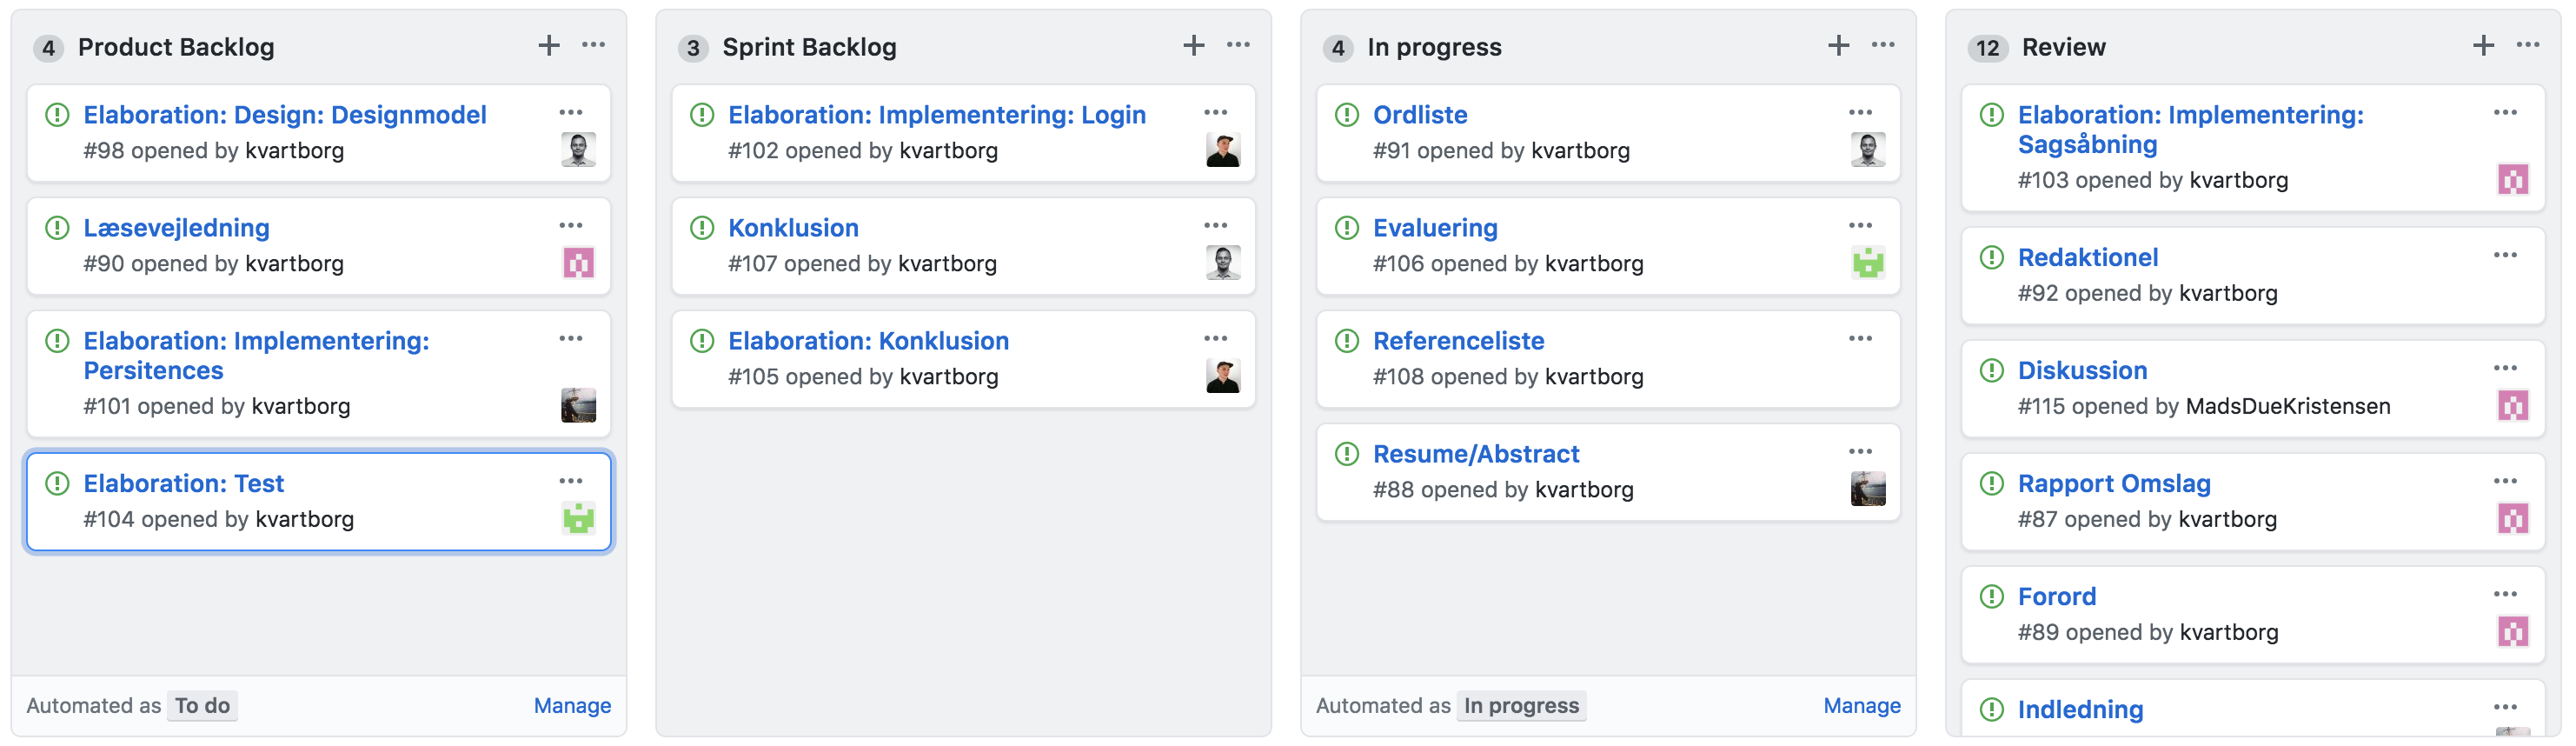 4 Product Backlog
Elaboration: Design: Designmodel
#98 opened by kvartborg
Læsevejledning
#90 opened by kvartborg
Elaboration: Implementering:
Persitences
#101 opened by kvartborg
Elaboration: Test
#104 opened by kvartborg
Automated as To do Manage
3 Sprint Backlog
Elaboration: Implementering: Login
#102 opened by kvartborg
Konklusion
#107 opened by kvartborg
Elaboration: Konklusion
#105 opened by kvartborg
4 In progress
Ordliste
#91 opened by kvartborg
Evaluering
#106 opened by kvartborg
Referenceliste
#108 opened by kvartborg
Resume/Abstract
#88 opened by kvartborg
Automated as In progress Manage
12 Review
Elaboration: Implementering:
Sagsåbning
#103 opened by kvartborg
Redaktionel
#92 opened by kvartborg
Diskussion
#115 opened by MadsDueKristensen
Rapport Omslag
#87 opened by kvartborg
Forord
#89 opened by kvartborg
Indledning